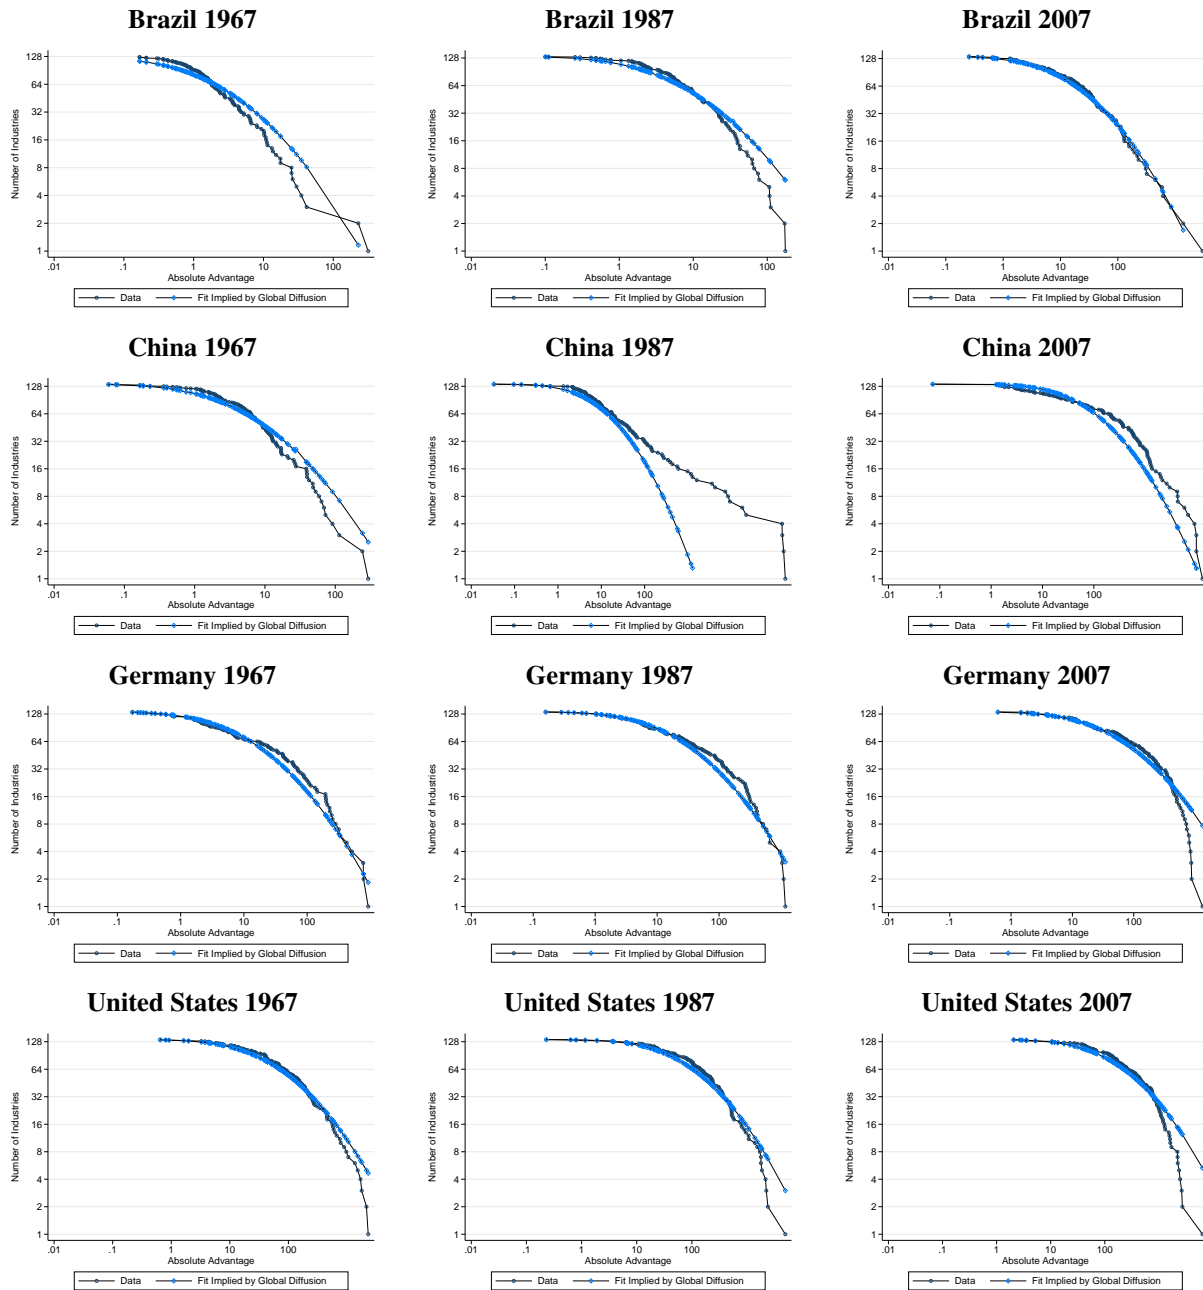 Brazil 1967
Number of Industries
128
64
32
16
8
4
2
1
.01 .1 1 10 100
Absolute Advantage
Data Fit Implied by Global Diffusion
Brazil 1987
Number of Industries
128
64
32
16
8
4
2
1
.01 .1 1 10 100
Absolute Advantage
Data Fit Implied by Global Diffusion
Brazil 2007
Number of Industries
128
64
32
16
8
4
2
1
.01 .1 1 10 100
Absolute Advantage
Data Fit Implied by Global Diffusion
China 1967
Number of Industries
128
64
32
16
8
4
2
1
.01 .1 1 10 100
Absolute Advantage
Data Fit Implied by Global Diffusion
China 1987
Number of Industries
128
64
32
16
8
4
2
1
.01 .1 1 10 100
Absolute Advantage
Data Fit Implied by Global Diffusion
China 2007
Number of Industries
128
64
32
16
8
4
2
1
.01 .1 1 10 100
Absolute Advantage
Data Fit Implied by Global Diffusion
Germany 1967
Number of Industries
128
64
32
16
8
4
2
1
.01 .1 1 10 100
Absolute Advantage
Data Fit Implied by Global Diffusion
Germany 1987
Number of Industries
128
64
32
16
8
4
2
1
.01 .1 1 10 100
Absolute Advantage
Data Fit Implied by Global Diffusion
Germany 2007
Number of Industries
128
64
32
16
8
4
2
1
.01 .1 1 10 100
Absolute Advantage
Data Fit Implied by Global Diffusion
United States 1967
Number of Industries
128
64
32
16
8
4
2
1
.01 .1 1 10 100
Absolute Advantage
Data Fit Implied by Global Diffusion
United States 1987
Number of Industries
128
64
32
16
8
4
2
1
.01 .1 1 10 100
Absolute Advantage
Data Fit Implied by Global Diffusion
United States 2007
Number of Industries
128
64
32
16
8
4
2
1
.01 .1 1 10 100
Absolute Advantage
Data Fit Implied by Global Diffusion